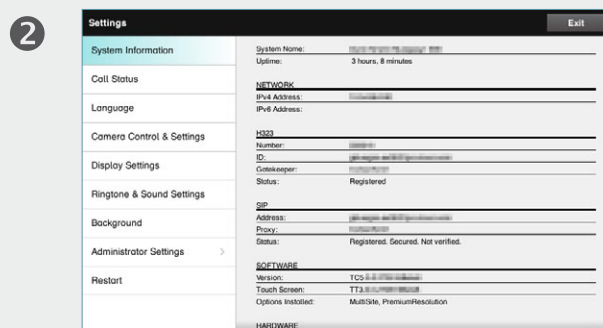 2
Settings
Exit
System Information
Call Status
Language
Camera Control & Settings
Display Settings
Ringtone & Sound Settings
Background
Administrator Settings >
Restart
System Name:
Uptime: 3 hours, 8 minutes
NETWORK
IPv4 Address:
IPv6 Address:
H323
Number:
ID:
Gatekeeper:
Status: Registered
SIP
Address:
Proxy:
Status: Registered. Secured. Not verified.
SOFTWARE
Version: TC5
Touch Screen: TT3
Options Installed: MultiSite, PremiumResolution
HARDWARE